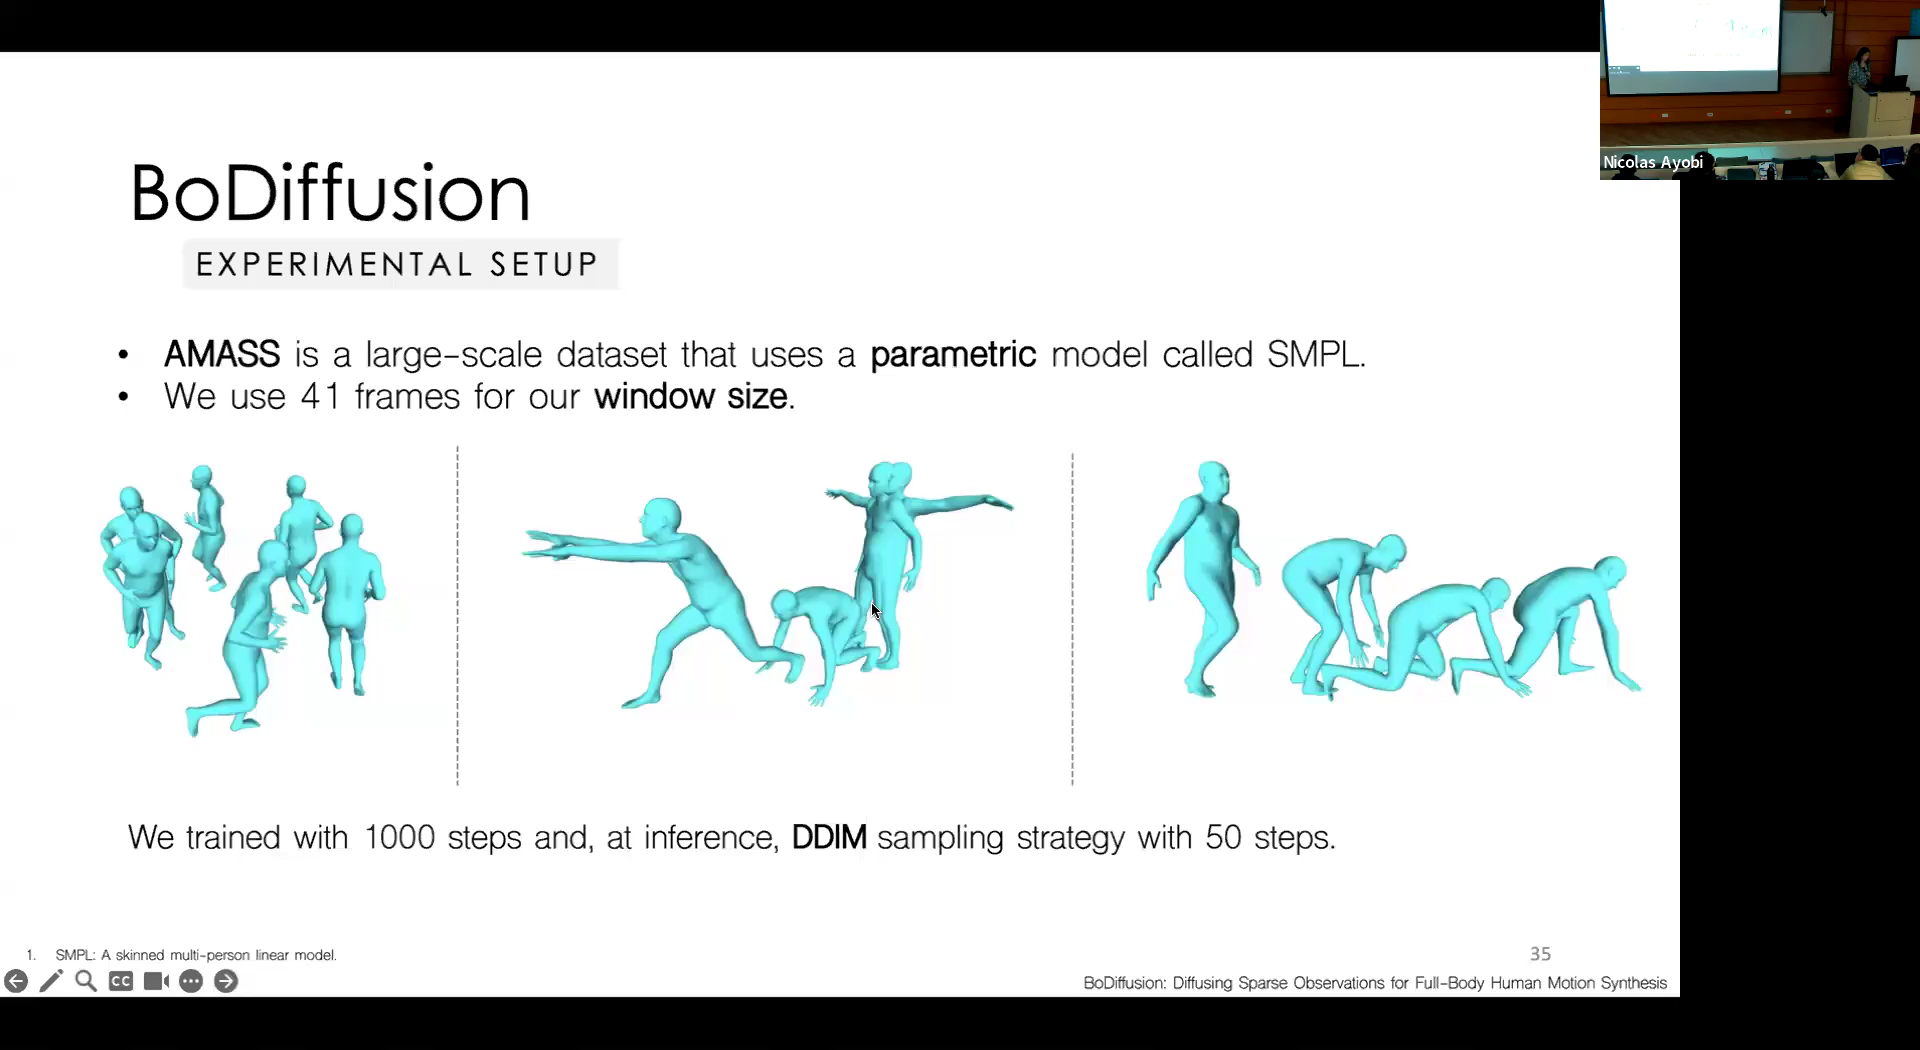 BoDiffusion
EXPERIMENTAL SETUP
• AMASS is a large-scale dataset that uses a parametric model called SMPL.
• We use 41 frames for our window size.
We trained with 1000 steps and, at inference, DDIM sampling strategy with 50 steps.
1. SMPL: A skinned multi-person linear model.
35
CC
BoDiffusion: Diffusing Sparse Observations for Full-Body Human Motion Synthesis
Nicolas Ayobi